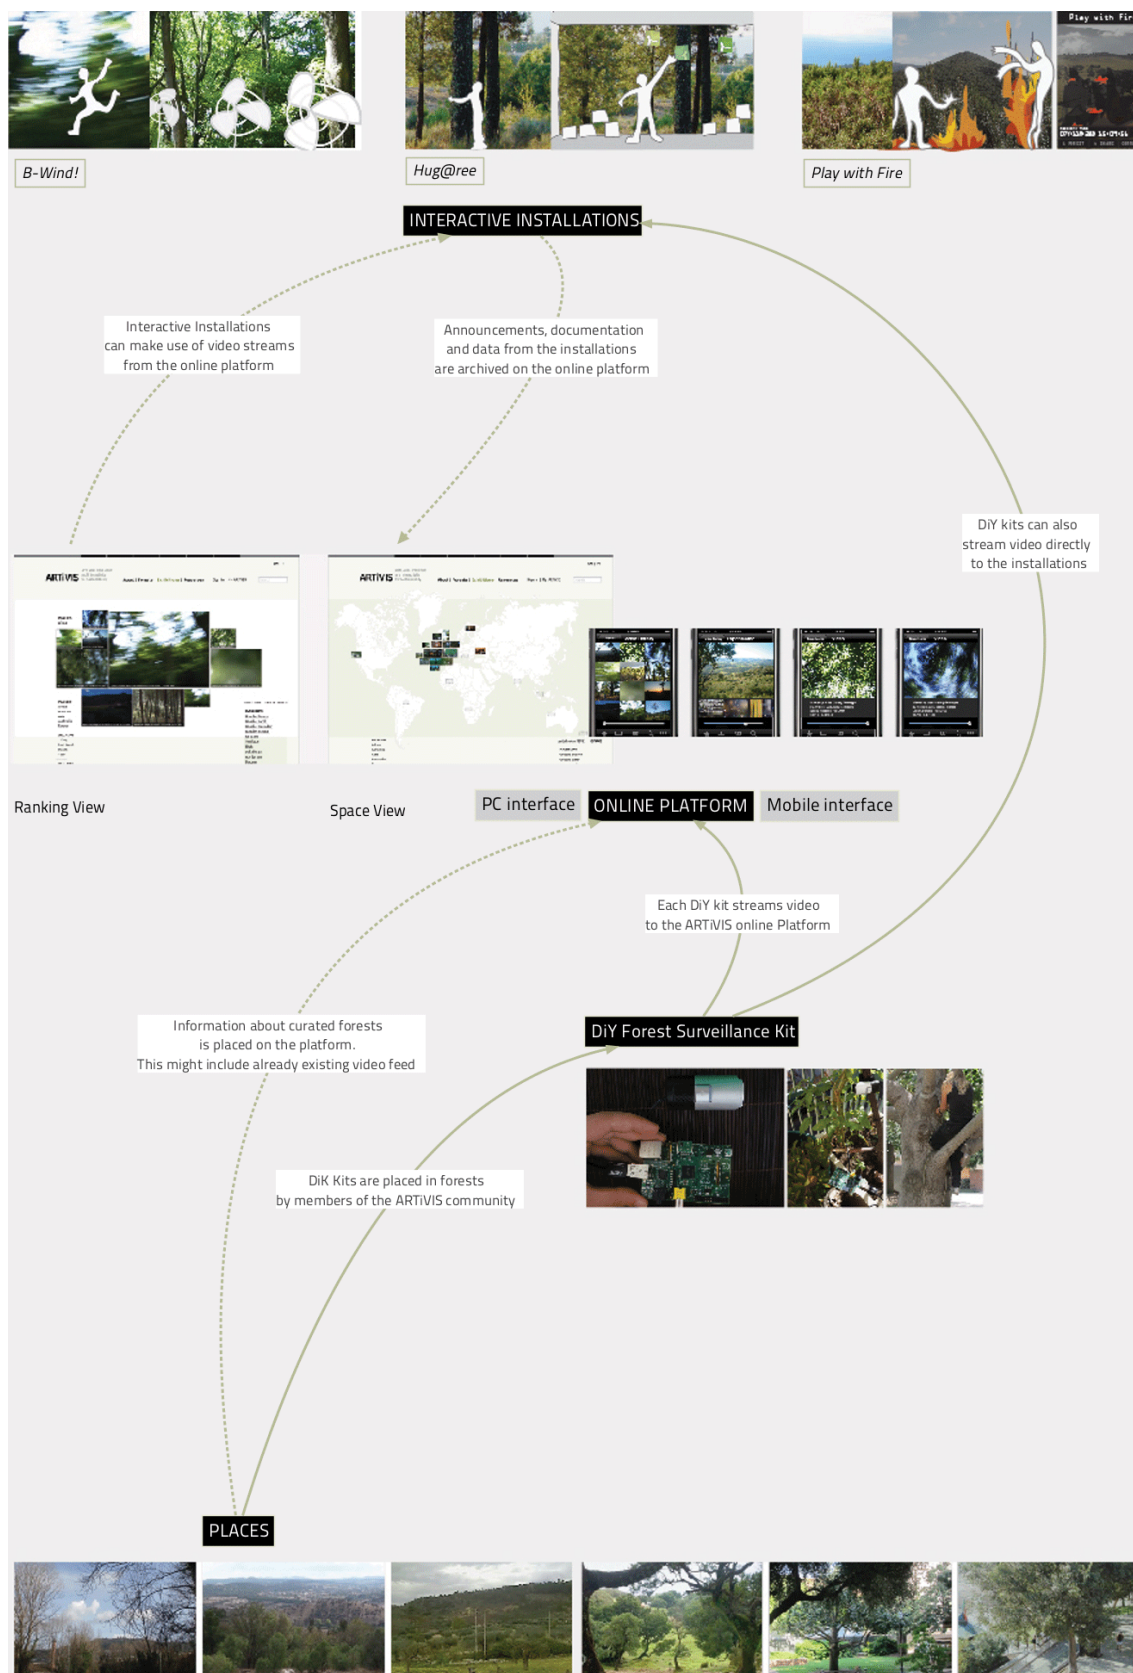 Play with Fir
B-Wind!
Hug@ree
Play with Fire
INTERACTIVE INSTALLATIONS
Interactive Installations
can make use of video streams
from the online platform
Announcements, documentation
and data from the installations
are archived on the online platform
DiY kits can also
stream video directly
to the installations
ARTiVIS
ARTiVIS
Ranking View
Space View
PC interface
ONLINE PLATFORM
Mobile interface
Each DiY kit streams video
to the ARTiVIS online Platform
Information about curated forests
is placed on the platform.
This might include already existing video feed
DiY Forest Surveillance Kit
DiK Kits are placed in forests
by members of the ARTiVIS community
PLACES